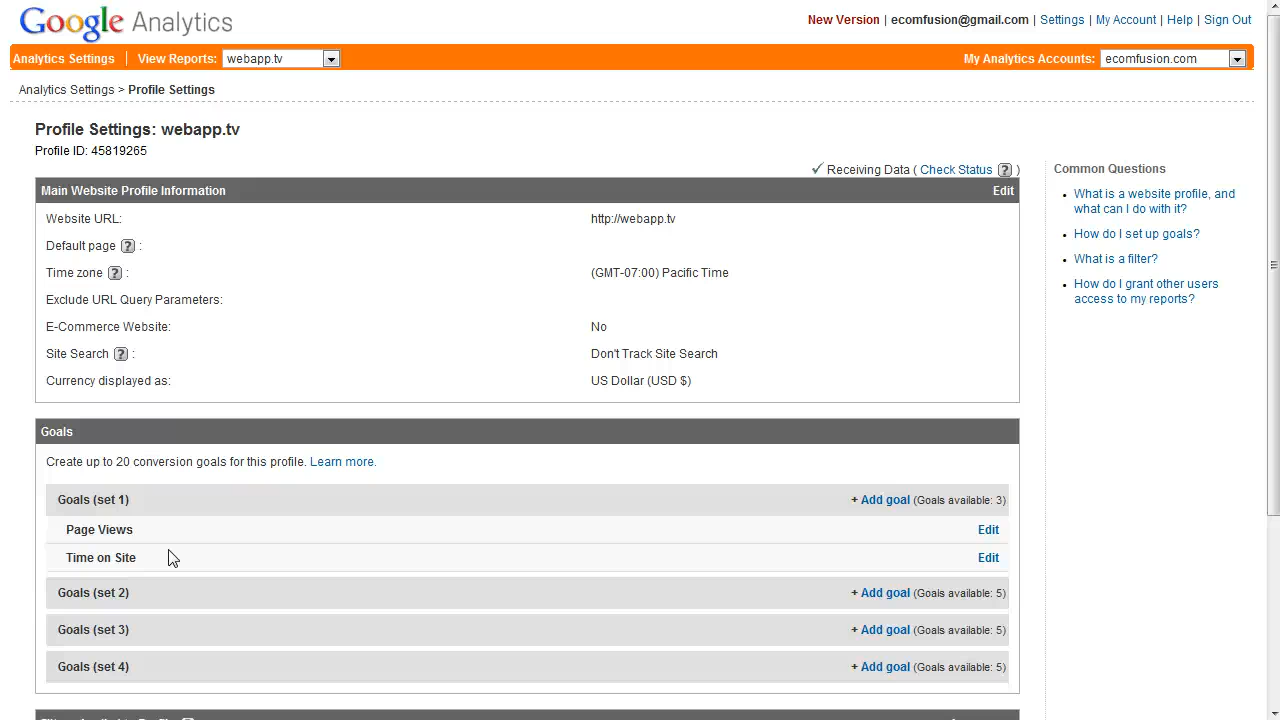 Google Analytics
New Version | ecomfusion@gmail.com | Settings | My Account | Help | Sign Out
Analytics Settings | View Reports: webapp.tv My Analytics Accounts: ecomfusion.com
Analytics Settings > Profile Settings
Profile Settings: webapp.tv
Profile ID: 45819265
✓ Receiving Data ( Check Status ? )
Main Website Profile Information Edit
Website URL: http://webapp.tv
Default page ? :
Time zone ? : (GMT-07:00) Pacific Time
Exclude URL Query Parameters:
E-Commerce Website: No
Site Search ? : Don't Track Site Search
Currency displayed as: US Dollar (USD $)
Goals
Create up to 20 conversion goals for this profile. Learn more.
Goals (set 1) + Add goal (Goals available: 3)
Page Views Edit
Time on Site Edit
Goals (set 2) + Add goal (Goals available: 5)
Goals (set 3) + Add goal (Goals available: 5)
Goals (set 4) + Add goal (Goals available: 5)
Common Questions
• What is a website profile, and
what can I do with it?
• How do I set up goals?
• What is a filter?
• How do I grant other users
access to my reports?